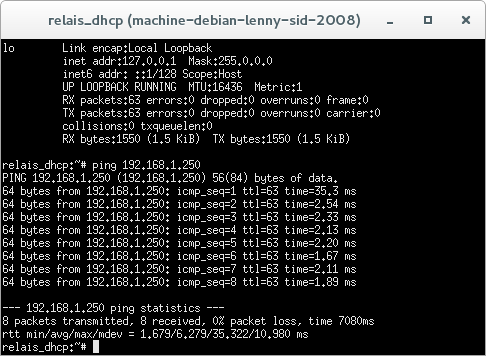 relais_dhcp (machine-debian-lenny-sid-2008)
lo        Link encap:Local Loopback
          inet addr:127.0.0.1  Mask:255.0.0.0
          inet6 addr: ::1/128 Scope:Host
          UP LOOPBACK RUNNING  MTU:16436  Metric:1
          RX packets:63 errors:0 dropped:0 overruns:0 frame:0
          TX packets:63 errors:0 dropped:0 overruns:0 carrier:0
          collisions:0 txqueuelen:0
          RX bytes:1550 (1.5 KiB)  TX bytes:1550 (1.5 KiB)
relais_dhcp:~# ping 192.168.1.250
PING 192.168.1.250 (192.168.1.250) 56(84) bytes of data.
64 bytes from 192.168.1.250: icmp_seq=1 ttl=63 time=35.3 ms
64 bytes from 192.168.1.250: icmp_seq=2 ttl=63 time=2.54 ms
64 bytes from 192.168.1.250: icmp_seq=3 ttl=63 time=2.33 ms
64 bytes from 192.168.1.250: icmp_seq=4 ttl=63 time=2.13 ms
64 bytes from 192.168.1.250: icmp_seq=5 ttl=63 time=2.20 ms
64 bytes from 192.168.1.250: icmp_seq=6 ttl=63 time=1.67 ms
64 bytes from 192.168.1.250: icmp_seq=7 ttl=63 time=2.11 ms
64 bytes from 192.168.1.250: icmp_seq=8 ttl=63 time=1.89 ms
--- 192.168.1.250 ping statistics ---
8 packets transmitted, 8 received, 0% packet loss, time 7080ms
rtt min/avg/max/mdev = 1.679/6.279/35.322/10.980 ms
relais_dhcp:~#